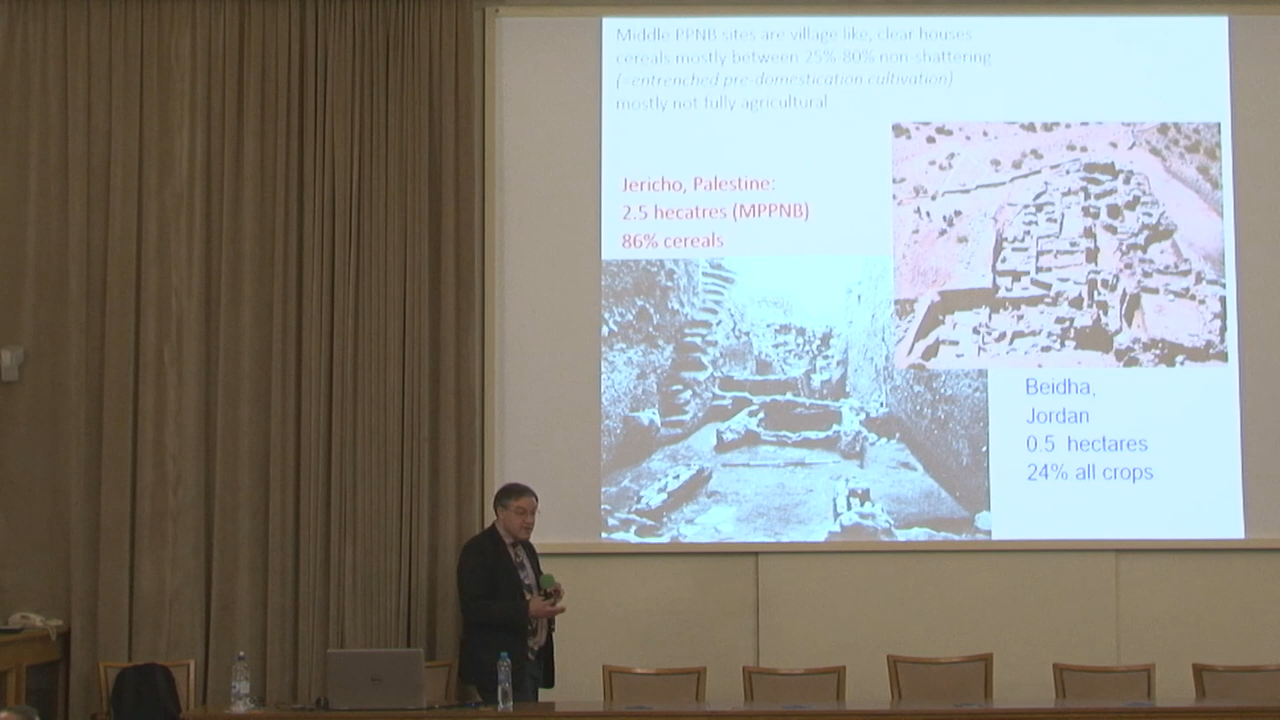 Middle PPNB sites are village like, clear houses
cereals mostly between 25%-80% non-shattering
(=entrenched pre-domestication cultivation)
mostly not fully agricultural
Jericho, Palestine:
2.5 hecatres (MPPNB)
86% cereals
Beidha,
Jordan
0.5 hectares
24% all crops